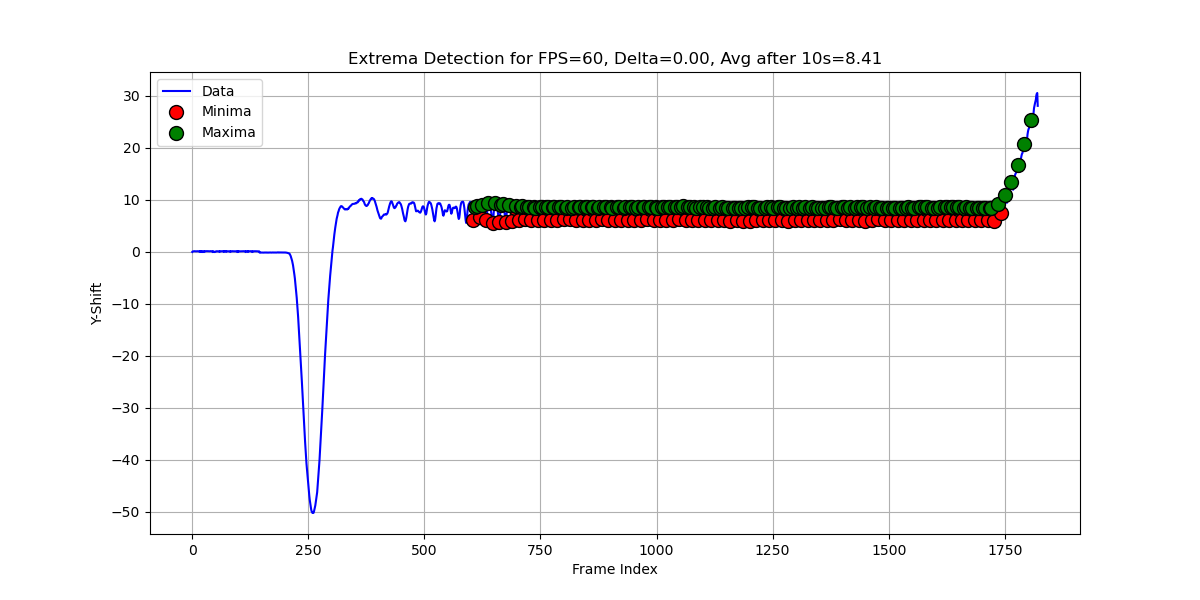 Extrema Detection for FPS=60, Delta=0.00, Avg after 10s=8.41
Data
Minima
Maxima
30
20
10
0
−10
−20
−30
−40
−50
Y-Shift
0 250 500 750 1000 1250 1500 1750
Frame Index